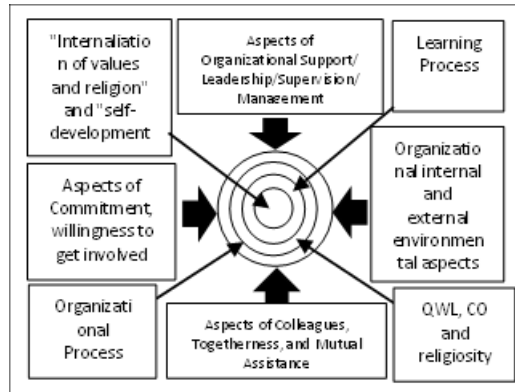 "Internaliatio
n of values
and religion"
and "self-
development
Aspects of
Organizational Support/
Leadership/Supervision/
Management
Learning
Process
Aspects of
Commitment,
willingness to
get involved
Organizatio
nal internal
and
external
environmen
tal aspects
Organizati
onal
Process
Aspects of Colleagues,
Togetherness, and Mutual
Assistance
QWL, CO
and
religiosity